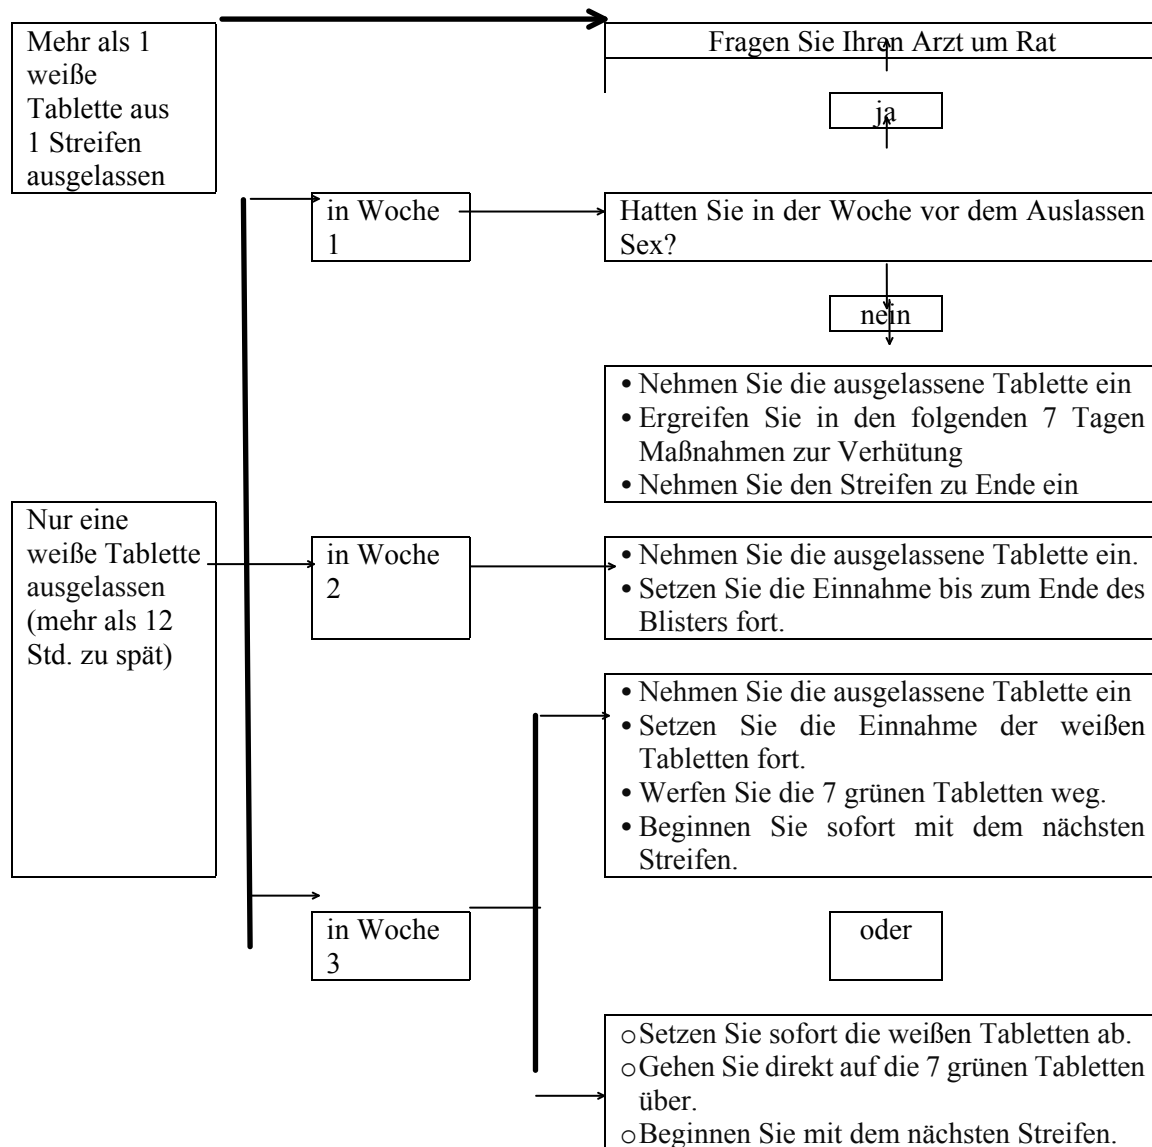 Mehr als 1
weiße
Tablette aus
1 Streifen
ausgelassen
Fragen Sie Ihren Arzt um Rat
ja
in Woche
1
Hatten Sie in der Woche vor dem Auslassen
Sex?
nein
• Nehmen Sie die ausgelassene Tablette ein
• Ergreifen Sie in den folgenden 7 Tagen
Maßnahmen zur Verhütung
• Nehmen Sie den Streifen zu Ende ein
Nur eine
weiße Tablette
ausgelassen
(mehr als 12
Std. zu spät)
in Woche
2
• Nehmen Sie die ausgelassene Tablette ein.
• Setzen Sie die Einnahme bis zum Ende des
Blisters fort.
• Nehmen Sie die ausgelassene Tablette ein
• Setzen Sie die Einnahme der weißen
Tabletten fort.
• Werfen Sie die 7 grünen Tabletten weg.
• Beginnen Sie sofort mit dem nächsten
Streifen.
in Woche
3
oder
o Setzen Sie sofort die weißen Tabletten ab.
o Gehen Sie direkt auf die 7 grünen Tabletten
über.
o Beginnen Sie mit dem nächsten Streifen.